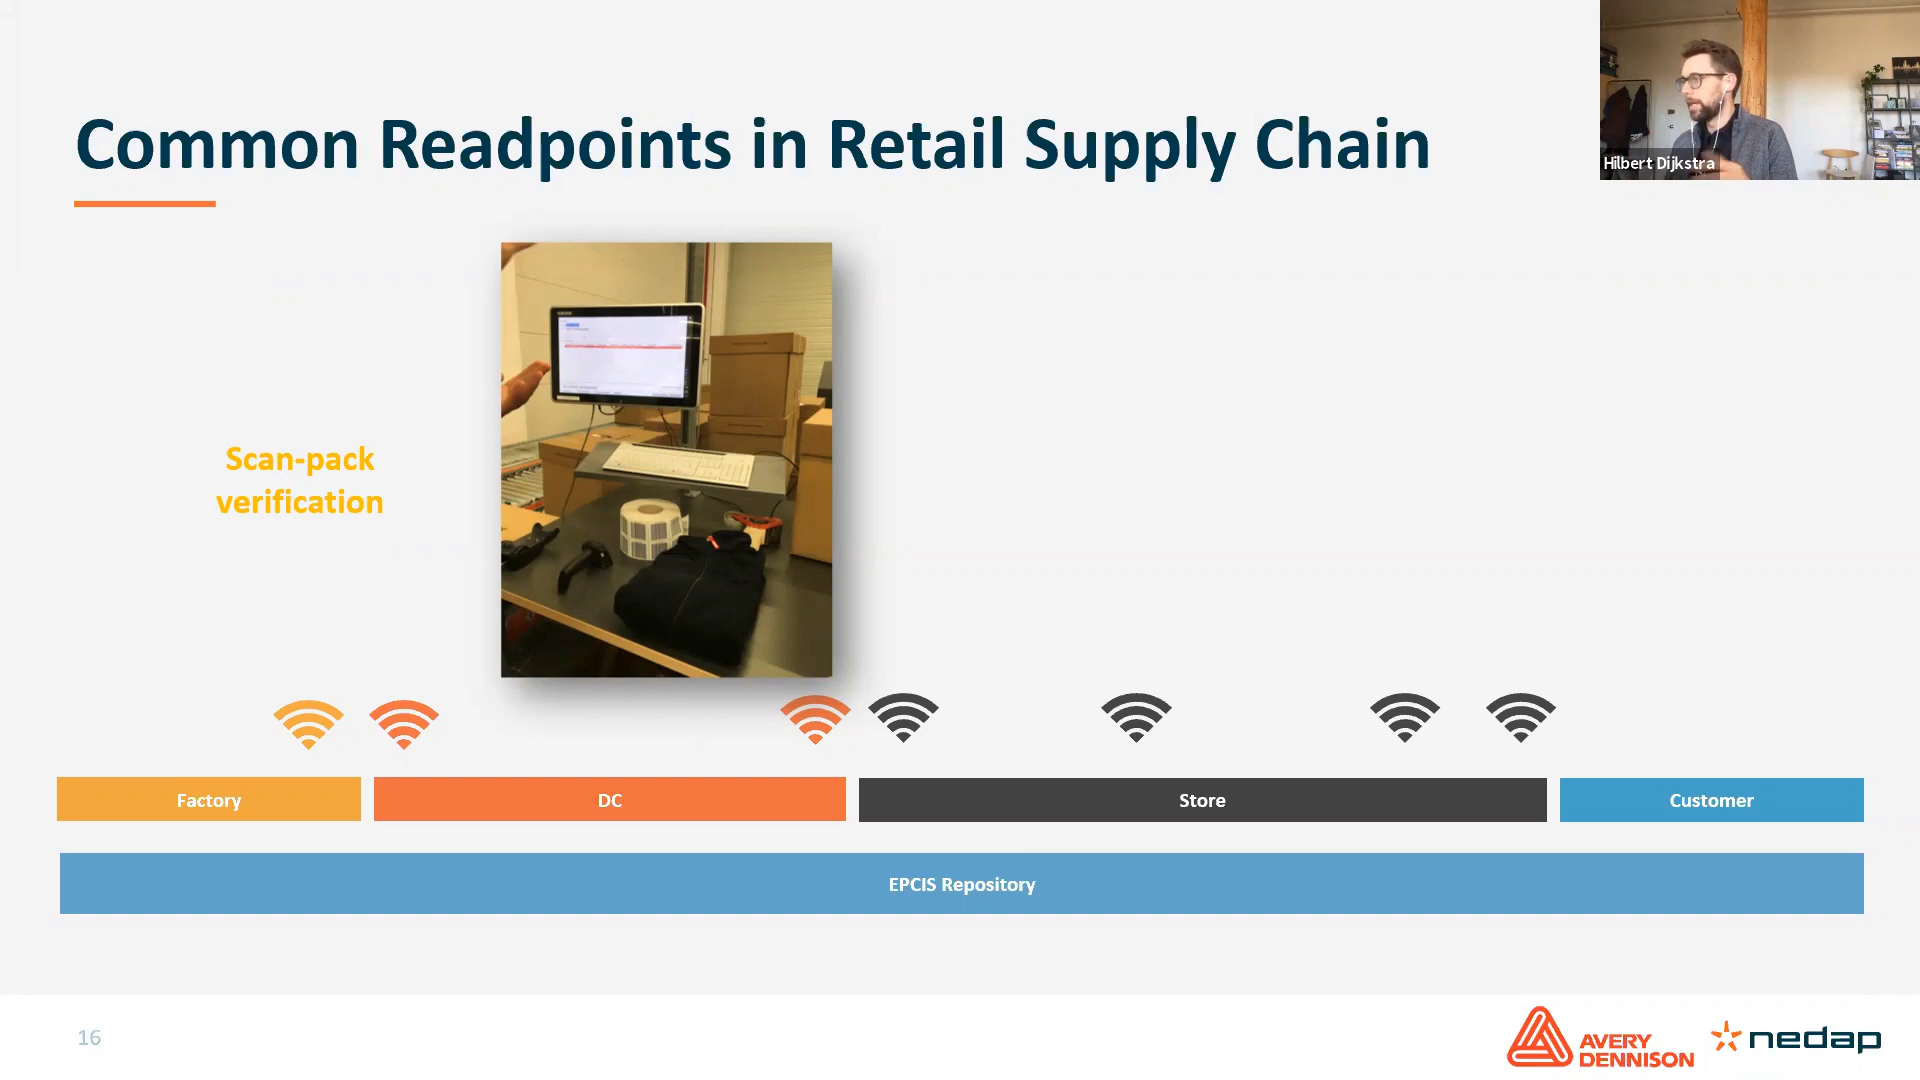 Common Readpoints in Retail Supply Chain
Hilbert Dijkstra
Scan-pack
verification
Factory
DC
Store
Customer
EPCIS Repository
16
AVERY
DENNISON
nedap